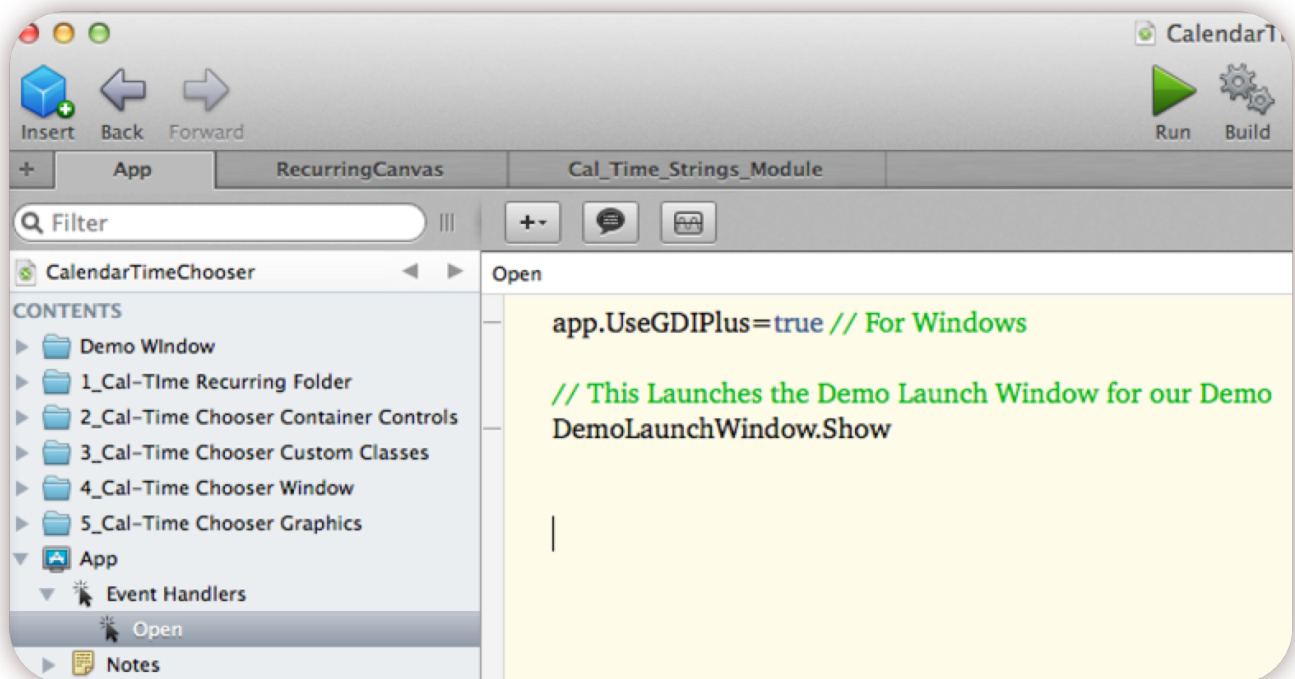 CalendarTi
Insert Back Forward Run Build
+ App RecurringCanvas Cal_Time_Strings_Module
Filter
CalendarTimeChooser
CONTENTS
Demo WIndow
1_Cal-TIme Recurring Folder
2_Cal-Time Chooser Container Controls
3_Cal-Time Chooser Custom Classes
4_Cal-Time Chooser Window
5_Cal-Time Chooser Graphics
App
Event Handlers
Open
Notes
Open
app.UseGDIPlus=true // For Windows
// This Launches the Demo Launch Window for our Demo
DemoLaunchWindow.Show